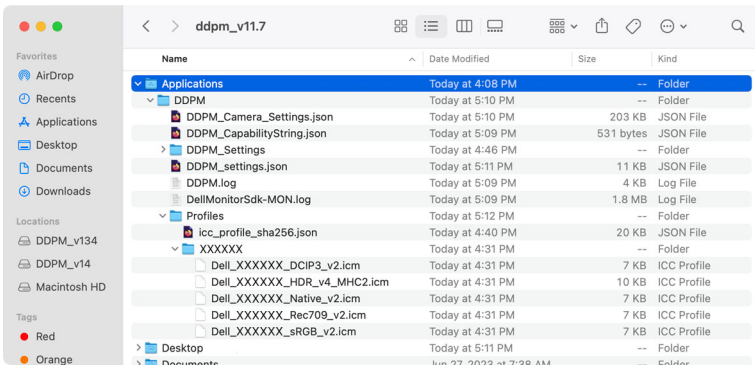 ddpm_v11.7
Favorites
AirDrop
Recents
Applications
Desktop
Documents
Downloads
Locations
DDPM_v134
DDPM_v14
Macintosh HD
Tags
Red
Orange
Name Date Modified Size Kind
Applications Today at 4:08 PM -- Folder
DDPM Today at 5:10 PM -- Folder
DDPM_Camera_Settings.json Today at 5:10 PM 203 KB JSON File
DDPM_CapabilityString.json Today at 5:09 PM 531 bytes JSON File
DDPM_Settings Today at 4:46 PM -- Folder
DDPM_settings.json Today at 5:11 PM 11 KB JSON File
DDPM.log Today at 5:09 PM 4 KB Log File
DellMonitorSdk-MON.log Today at 5:09 PM 1.8 MB Log File
Profiles Today at 5:12 PM -- Folder
icc_profile_sha256.json Today at 4:40 PM 20 KB JSON File
XXXXXX Today at 4:31 PM -- Folder
Dell_XXXXXX_DCIP3_v2.icm Today at 4:31 PM 7 KB ICC Profile
Dell_XXXXXX_HDR_v4_MHC2.icm Today at 4:31 PM 10 KB ICC Profile
Dell_XXXXXX_Native_v2.icm Today at 4:31 PM 7 KB ICC Profile
Dell_XXXXXX_Rec709_v2.icm Today at 4:31 PM 7 KB ICC Profile
Dell_XXXXXX_sRGB_v2.icm Today at 4:31 PM 7 KB ICC Profile
Desktop Today at 5:11 PM -- Folder
Documents Jun 27, 2023 at 7:38 AM -- Folder